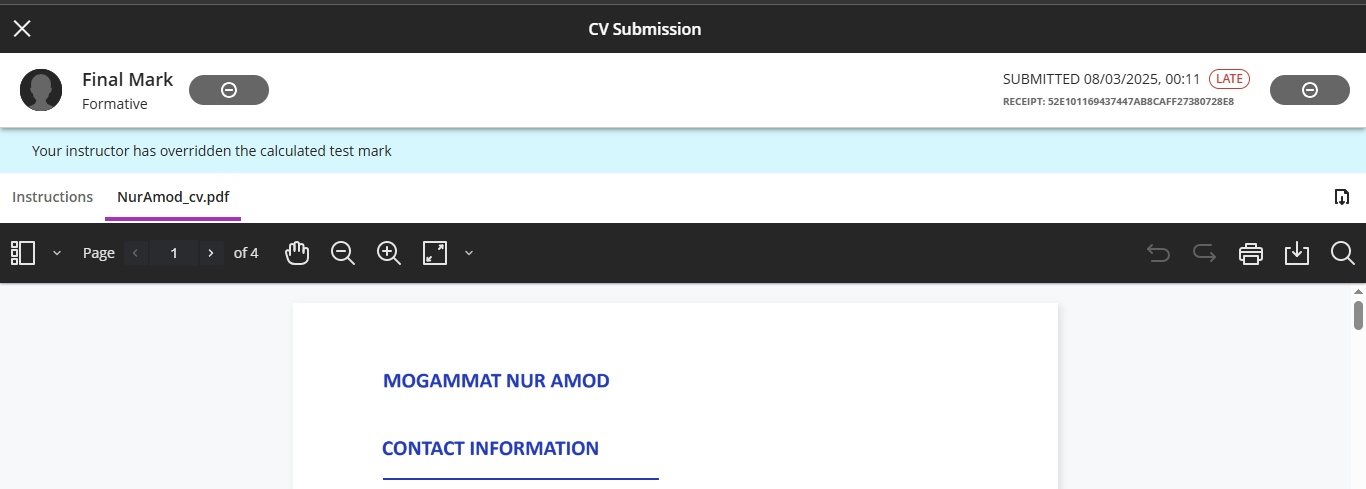 CV Submission
Final Mark
Formative
SUBMITTED 08/03/2025, 00:11 LATE
RECEIPT: 52E101169437447AB8CAFF27380728E8
Your instructor has overridden the calculated test mark
Instructions NurAmod_cv.pdf
Page 1 of 4
MOGAMMAT NUR AMOD
CONTACT INFORMATION